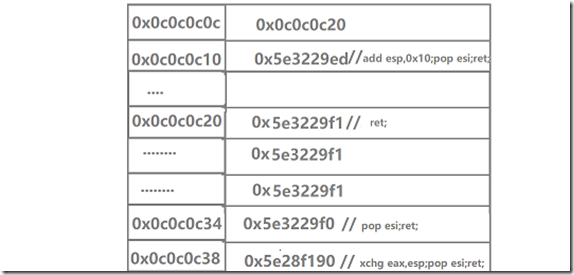 0x0c0c0c0c 0x0c0c0c20
0x0c0c0c10 0x5e3229ed//add esp,0x10;pop esi;ret;
....
0x0c0c0c20 0x5e3229f1// ret;
........ 0x5e3229f1
........ 0x5e3229f1
0x0c0c0c34 0x5e3229f0 // pop esi;ret;
0x0c0c0c38 0x5e28f190 // xchg eax,esp;pop esi;ret;